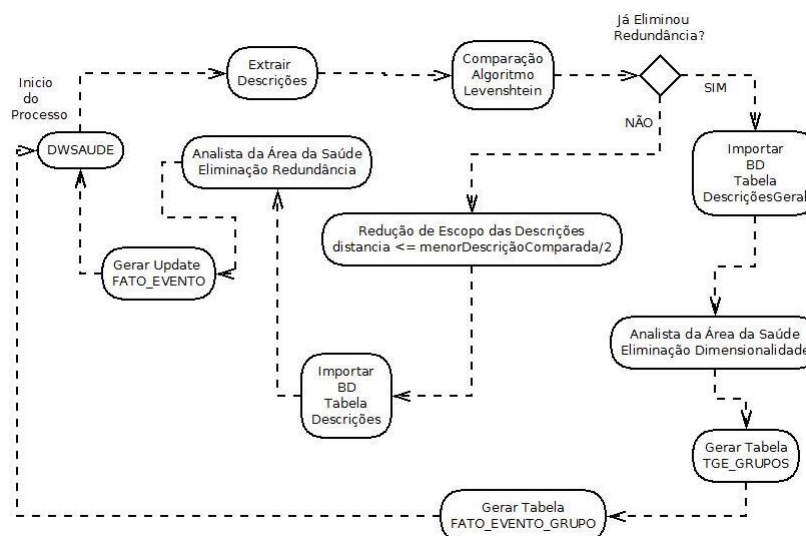 Já Eliminou
Redundância?
Extrair
Descrições
Comparação
Algoritmo
Levenshtein
SIM
NÃO
Inicio
do
Processo
DWSAUDE
Analista da Área da Saúde
Eliminação Redundância
Importar
BD
Tabela
DescriçõesGeral
Redução de Escopo das Descrições
distancia <= menorDescriçãoComparada/2
Gerar Update
FATO_EVENTO
Analista da Área da Saúde
Eliminação Dimensionalidade
Importar
BD
Tabela
Descrições
Gerar Tabela
TGE_GRUPOS
Gerar Tabela
FATO_EVENTO_GRUPO